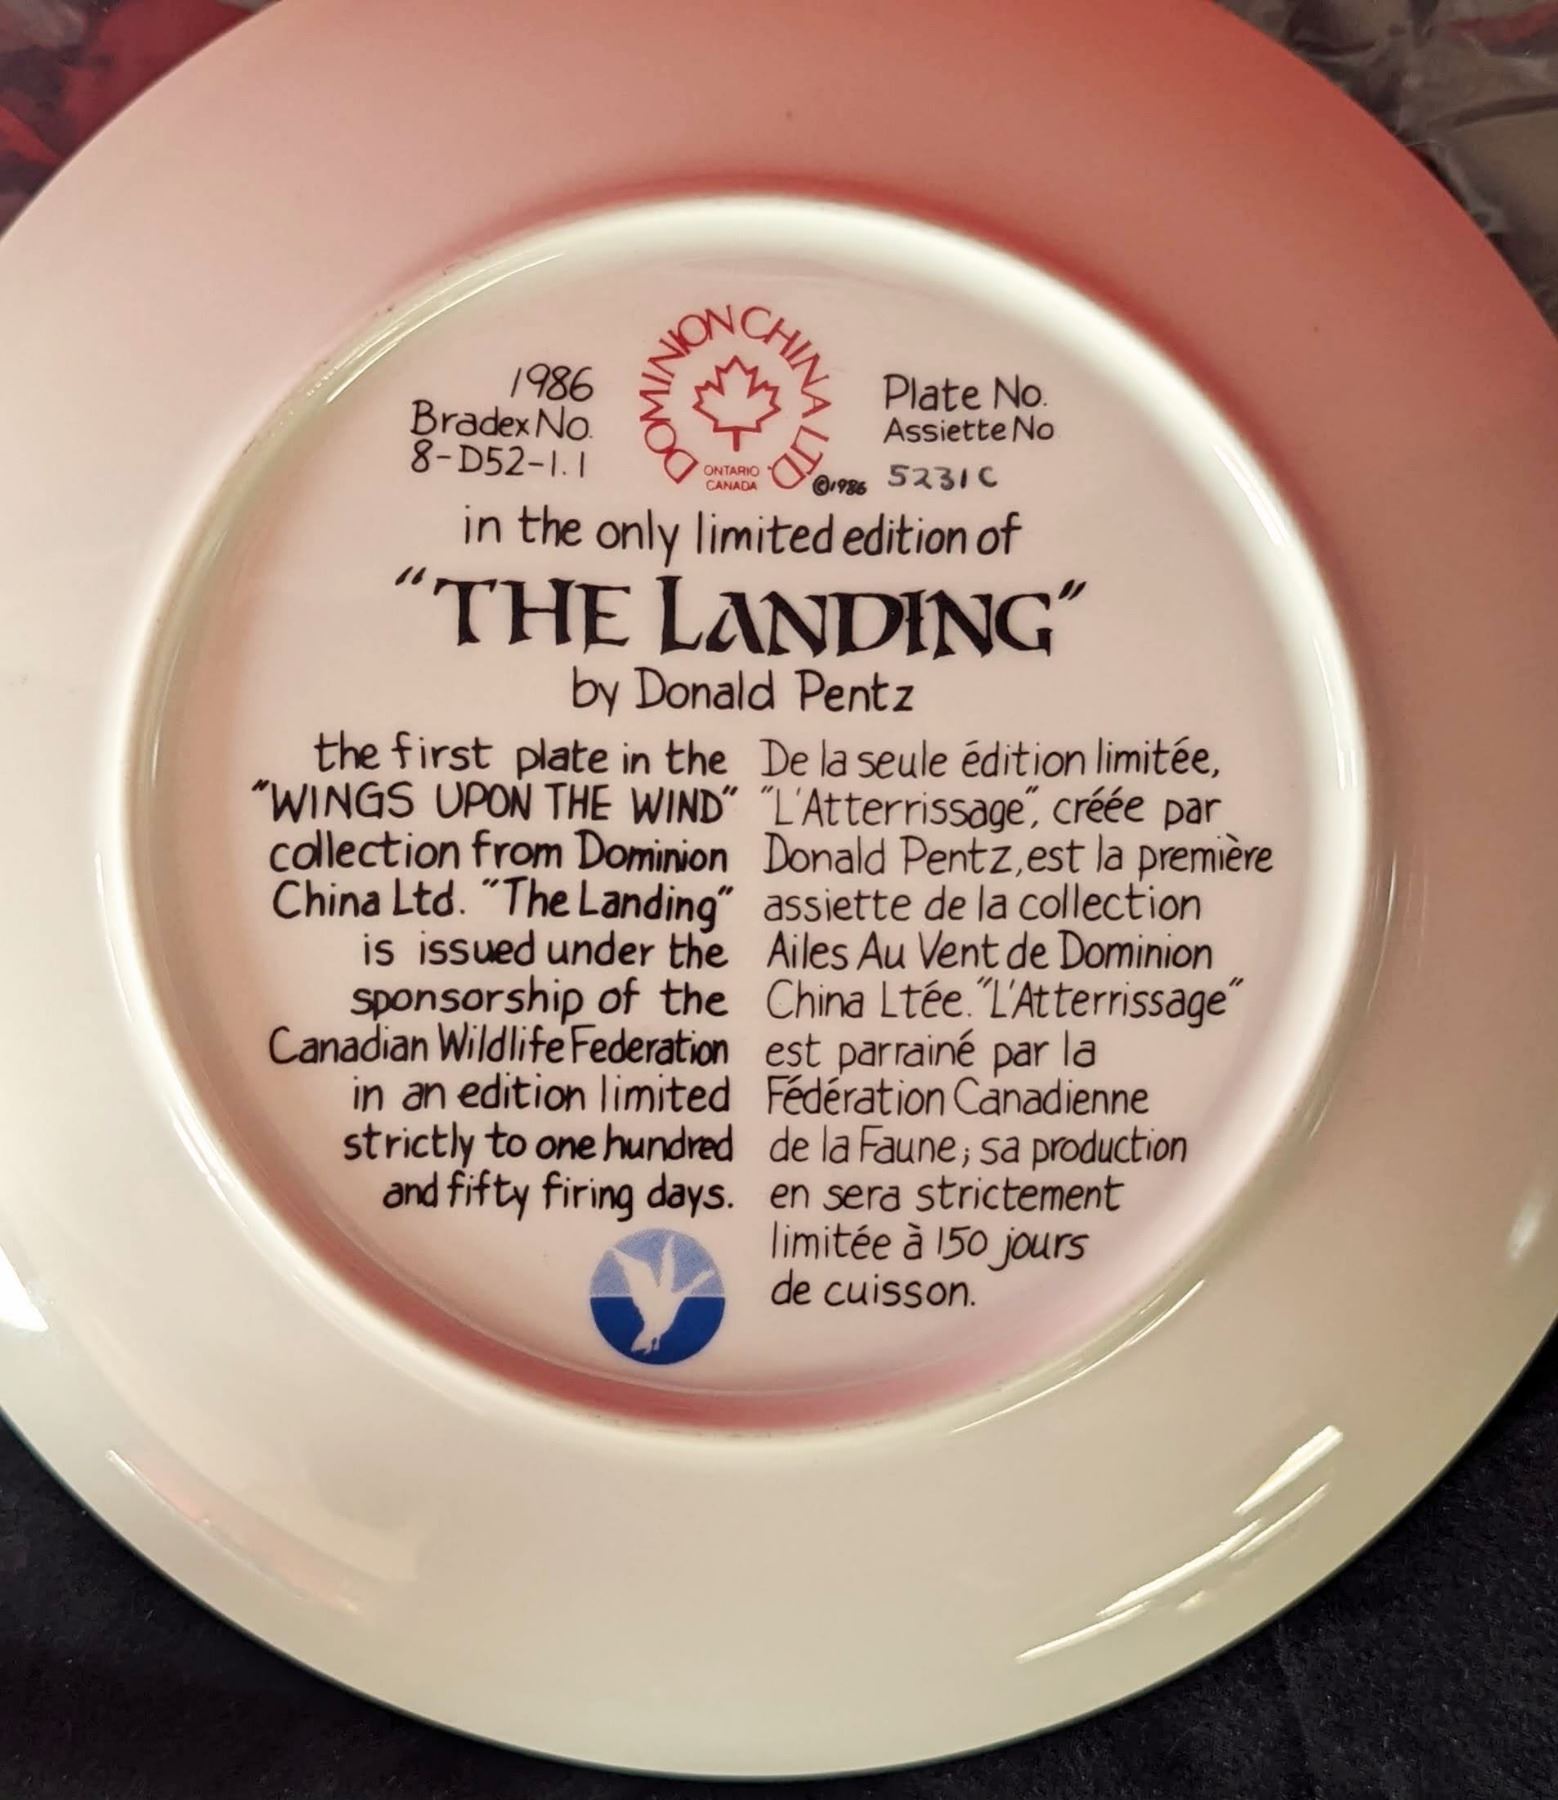 1986
Bradex No.
8-D52-1.1
DOMINION CHINA LTD.
ONTARIO
CANADA
©1986
Plate No.
Assiette No
5231C
in the only limited edition of
"THE LANDING"
by Donald Pentz
the first plate in the
"WINGS UPON THE WIND"
collection from Dominion
China Ltd. "The Landing"
is issued under the
sponsorship of the
Canadian Wildlife Federation
in an edition limited
strictly to one hundred
and fifty firing days.
De la seule édition limitée,
"L'Atterrissage", créée par
Donald Pentz, est la première
assiette de la collection
Ailes Au Vent de Dominion
China Ltée. "L'Atterrissage"
est parrainé par la
Fédération Canadienne
de la Faune; sa production
en sera strictement
limitée à 150 jours
de cuisson.